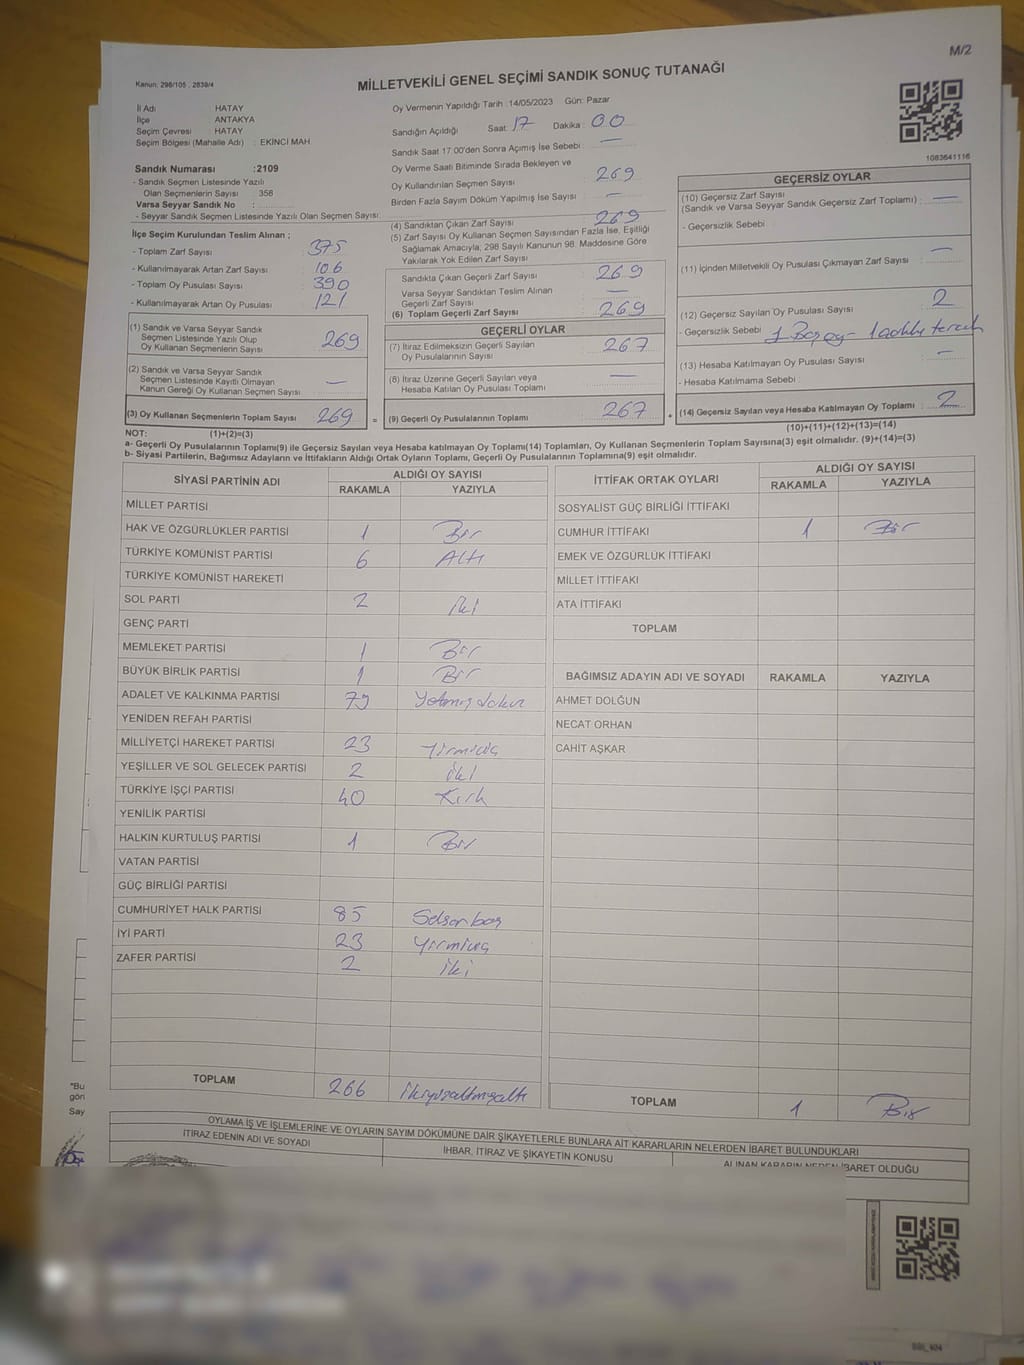 M/2
Kanun: 298/105 , 2839/4
MİLLETVEKİLİ GENEL SEÇİMİ SANDIK SONUÇ TUTANAĞI
İl Adı HATAY
İlçe ANTAKYA
Seçim Çevresi : HATAY
Seçim Bölgesi (Mahalle Adı) : EKİNCİ MAH
Sandık Numarası :2109
- Sandık Seçmen Listesinde Yazılı
Olan Seçmenlerin Sayısı : 358
Varsa Seyyar Sandık No :
- Seyyar Sandık Seçmen Listesinde Yazılı Olan Seçmen Sayısı
İlçe Seçim Kurulundan Teslim Alınan ;
- Toplam Zarf Sayısı 375
- Kullanılmayarak Artan Zarf Sayısı 106
- Toplam Oy Pusulası Sayısı 390
- Kullanılmayarak Artan Oy Pusulası 121
(1) Sandık ve Varsa Seyyar Sandık
Seçmen Listesinde Yazılı Olup
Oy Kullanan Seçmenlerin Sayısı 269
(2) Sandık ve Varsa Seyyar Sandık
Seçmen Listesinde Kayıtlı Olmayan
Kanun Gereği Oy Kullanan Seçmen Sayısı —
(3) Oy Kullanan Seçmenlerin Toplam Sayısı 269 =
Oy Vermenin Yapıldığı Tarih : 14/05/2023 Gün: Pazar
Sandığın Açıldığı Saat: 17 Dakika : 00
Sandık Saat 17:00'den Sonra Açılmış İse Sebebi : —
Oy Verme Saati Bitiminde Sırada Bekleyen ve
Oy Kullandırılan Seçmen Sayısı 269
Birden Fazla Sayım Döküm Yapılmış İse Sayısı —
(4) Sandıktan Çıkan Zarf Sayısı 269
(5) Zarf Sayısı Oy Kullanan Seçmen Sayısından Fazla İse, Eşitliği
Sağlamak Amacıyla; 298 Sayılı Kanunun 98. Maddesine Göre
Yakılarak Yok Edilen Zarf Sayısı
Sandıkta Çıkan Geçerli Zarf Sayısı 269
Varsa Seyyar Sandıktan Teslim Alınan
Geçerli Zarf Sayısı —
(6) Toplam Geçerli Zarf Sayısı 269
GEÇERLİ OYLAR
(7) İtiraz Edilmeksizin Geçerli Sayılan
Oy Pusulalarının Sayısı 267
(8) İtiraz Üzerine Geçerli Sayılan veya
Hesaba Katılan Oy Pusulası Toplamı —
(9) Geçerli Oy Pusulalarının Toplamı 267 +
1083641116
GEÇERSİZ OYLAR
(10) Geçersiz Zarf Sayısı
(Sandık ve Varsa Seyyar Sandık Geçersiz Zarf Toplamı) : —
- Geçersizlik Sebebi
(11) İçinden Milletvekili Oy Pusulası Çıkmayan Zarf Sayısı —
(12) Geçersiz Sayılan Oy Pusulası Sayısı 2
- Geçersizlik Sebebi 1 Boş oy - 1
(13) Hesaba Katılmayan Oy Pusulası Sayısı —
- Hesaba Katılmama Sebebi :
(14) Geçersiz Sayılan veya Hesaba Katılmayan Oy Toplamı 2
NOT: (1)+(2)=(3) (10)+(11)+(12)+(13)=(14)
a- Geçerli Oy Pusulalarının Toplamı(9) ile Geçersiz Sayılan veya Hesaba katılmayan Oy Toplamı(14) Toplamları, Oy Kullanan Seçmenlerin Toplam Sayısına(3) eşit olmalıdır. (9)+(14)=(3)
b- Siyasi Partilerin, Bağımsız Adayların ve İttifakların Aldığı Oyların Toplamı, Geçerli Oy Pusulalarının Toplamına(9) eşit olmalıdır.
SİYASİ PARTİNİN ADI ALDIĞI OY SAYISI
RAKAMLA YAZIYLA
MİLLET PARTİSİ
HAK VE ÖZGÜRLÜKLER PARTİSİ 1 Bir
TÜRKİYE KOMÜNİST PARTİSİ 6 Altı
TÜRKİYE KOMÜNİST HAREKETİ
SOL PARTİ 2 İki
GENÇ PARTİ
MEMLEKET PARTİSİ 1 Bir
BÜYÜK BİRLİK PARTİSİ 1 Bir
ADALET VE KALKINMA PARTİSİ 79 Yetmiş dokuz
YENİDEN REFAH PARTİSİ
MİLLİYETÇİ HAREKET PARTİSİ 23 Yirmiüç
YEŞİLLER VE SOL GELECEK PARTİSİ 2 İki
TÜRKİYE İŞÇİ PARTİSİ 40 Kırk
YENİLİK PARTİSİ
HALKIN KURTULUŞ PARTİSİ 1 Bir
VATAN PARTİSİ
GÜÇ BİRLİĞİ PARTİSİ
CUMHURİYET HALK PARTİSİ 85 Seksen beş
İYİ PARTİ 23 Yirmiüç
ZAFER PARTİSİ 2 İki
TOPLAM 266 İkiyüzaltmışaltı
İTTİFAK ORTAK OYLARI ALDIĞI OY SAYISI
RAKAMLA YAZIYLA
SOSYALİST GÜÇ BİRLİĞİ İTTİFAKI
CUMHUR İTTİFAKI 1 Bir
EMEK VE ÖZGÜRLÜK İTTİFAKI
MİLLET İTTİFAKI
ATA İTTİFAKI
TOPLAM
BAĞIMSIZ ADAYIN ADI VE SOYADI RAKAMLA YAZIYLA
AHMET DOLĞUN
NECAT ORHAN
CAHİT AŞKAR
TOPLAM 1 Bir
"Bu
Say
OYLAMA İŞ VE İŞLEMLERİNE VE OYLARIN SAYIM DÖKÜMÜNE DAİR ŞİKAYETLERLE BUNLARA AİT KARARLARIN NELERDEN İBARET BULUNDUKLARI
İTİRAZ EDENİN ADI VE SOYADI İHBAR, İTİRAZ VE ŞİKAYETİN KONUSU ALINAN KARARIN NEDEN İBARET OLDUĞU